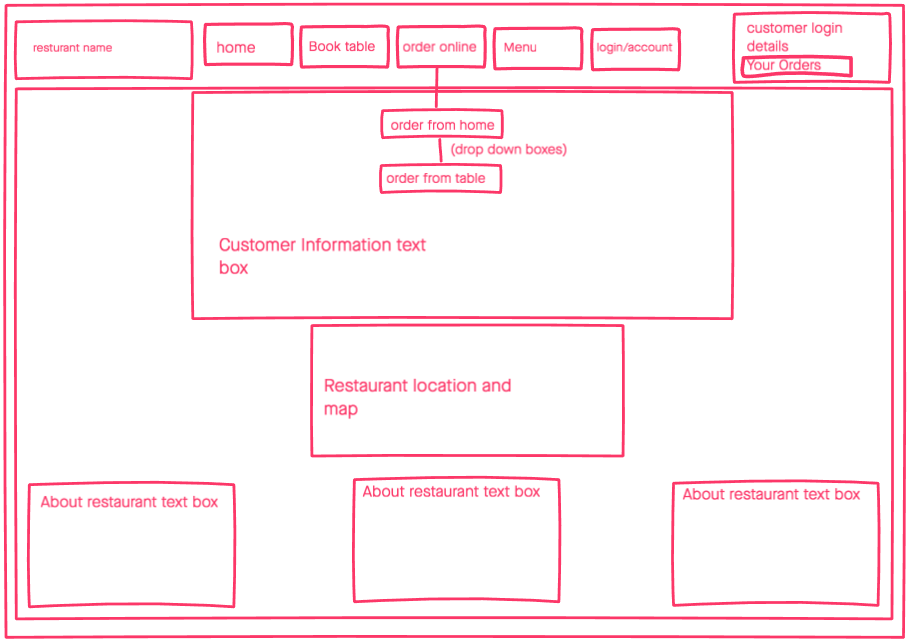 resturant name
home
Book table
order online
Menu
login/account
customer login
details
Your Orders
order from home
(drop down boxes)
order from table
Customer Information text
box
Restaurant location and
map
About restaurant text box
About restaurant text box
About restaurant text box